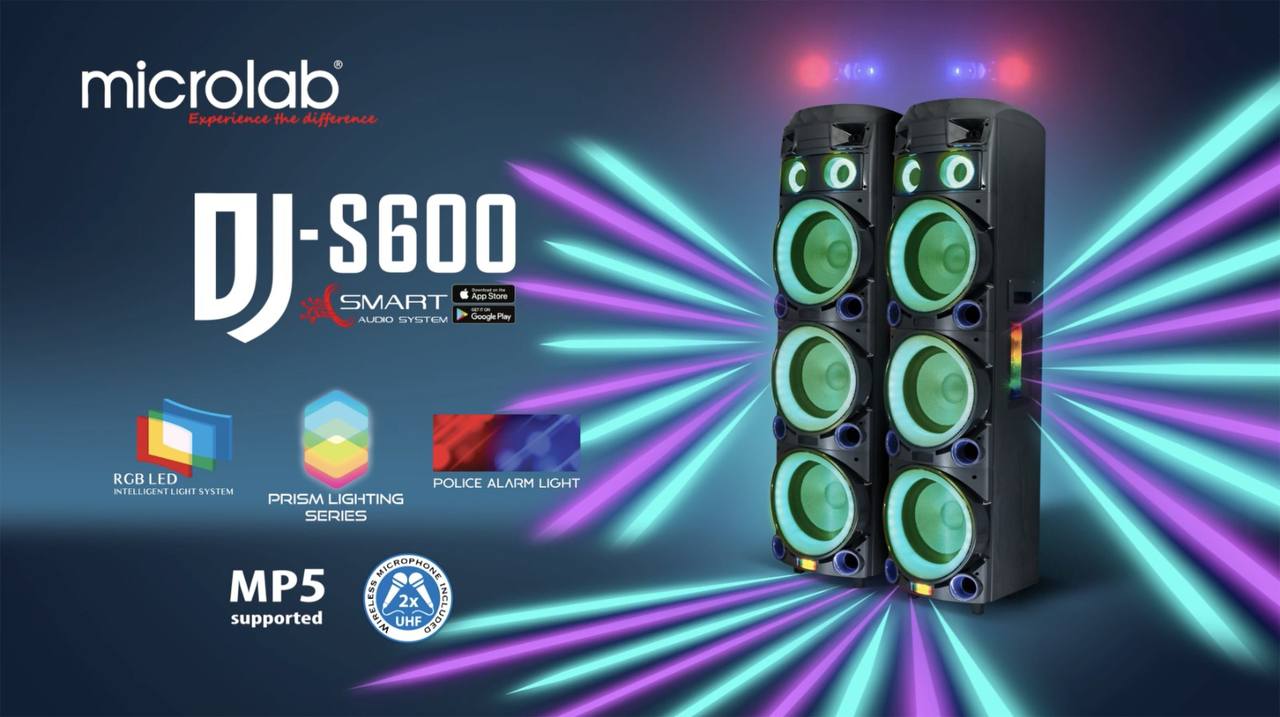 microlab®
Experience the difference
DJ-S600
SMART
AUDIO SYSTEM
Download on the
App Store
GET IT ON
Google Play
RGB LED
INTELLIGENT LIGHT SYSTEM
PRISM LIGHTING
SERIES
POLICE ALARM LIGHT
MP5
supported
WIRELESS MICROPHONE INCLUDED
2x
UHF